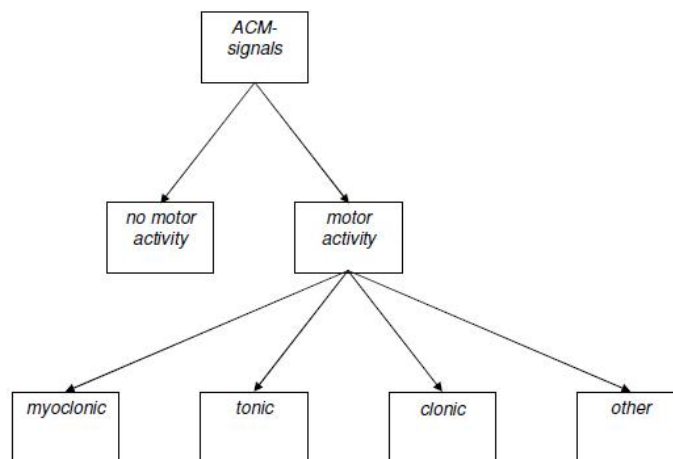 ACM-
signals
no motor
activity
motor
activity
myoclonic
tonic
clonic
other